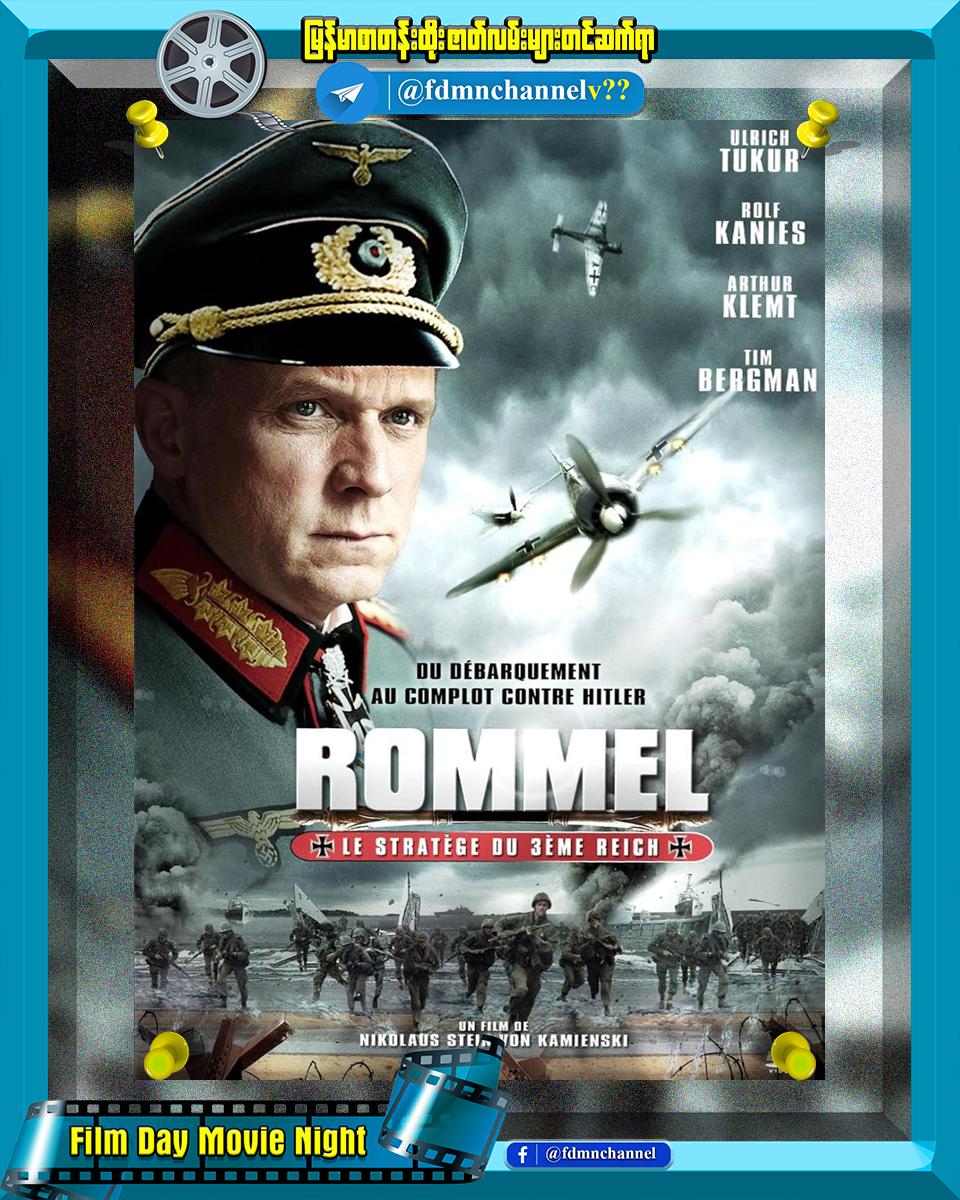 မြန်မာစာတန်းထိုးဇာတ်လမ်းများတင်ဆက်ရာ
@fdmnchannelv??
ULRICH
TUKUR
ROLF
KANIES
ARTHUR
KLEMT
TIM
BERGMAN
DU DÉBARQUEMENT
AU COMPLOT CONTRE HITLER
ROMMEL
LE STRATÈGE DU 3ÈME REICH
UN FILM DE
NIKOLAUS STEIN VON KAMIENSKI
Film Day Movie Night
@fdmnchannel